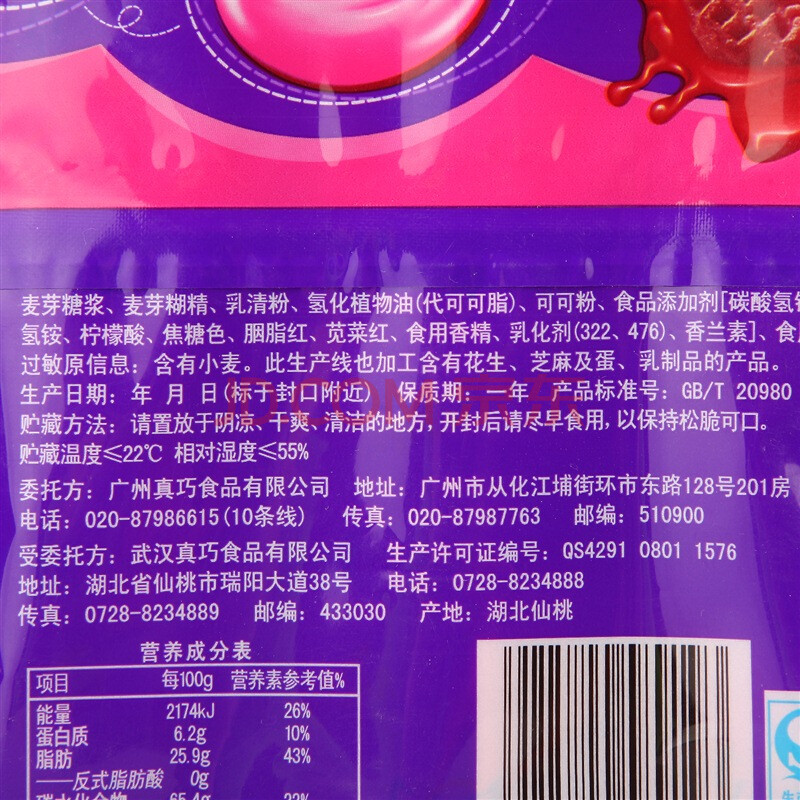 麦芽糖浆、麦芽糊精、乳清粉、氢化植物油(代可可脂)、可可粉、食品添加剂[碳酸氢钠
氢铵、柠檬酸、焦糖色、胭脂红、苋菜红、食用香精、乳化剂(322、476)、香兰素]、食
过敏原信息：含有小麦。此生产线也加工含有花生、芝麻及蛋、乳制品的产品。
生产日期：年 月 日(标于封口附近) 保质期：一年 产品标准号：GB/T 20980
贮藏方法：请置放于阴凉、干爽、清洁的地方，开封后请尽早食用，以保持松脆可口。
JD.COM 京东
贮藏温度≤22℃ 相对湿度≤55%
委托方：广州真巧食品有限公司 地址：广州市从化江埔街环市东路128号201房
电话：020-87986615(10条线) 传真：020-87987763 邮编：510900
受委托方：武汉真巧食品有限公司 生产许可证编号：QS4291 0801 1576
地址：湖北省仙桃市瑞阳大道38号 电话：0728-8234888
传真：0728-8234889 邮编：433030 产地：湖北仙桃
营养成分表
项目 每100g 营养素参考值%
能量 2174kJ 26%
蛋白质 6.2g 10%
脂肪 25.9g 43%
——反式脂肪酸 0g
碳水化合物 65.4g 22%